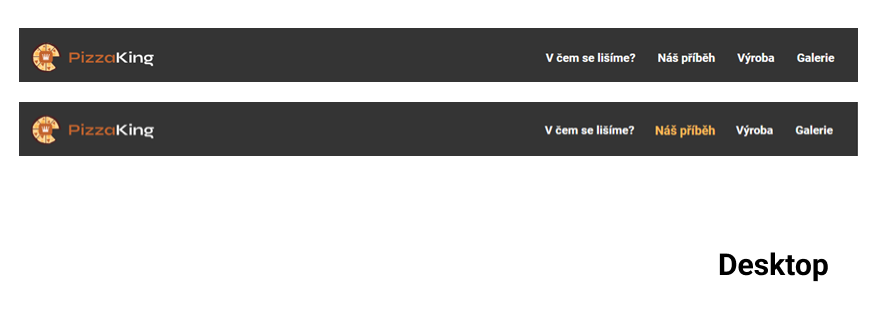 PizzaKing V čem se lišíme? Náš příběh Výroba Galerie
PizzaKing V čem se lišíme? Náš příběh Výroba Galerie
Desktop